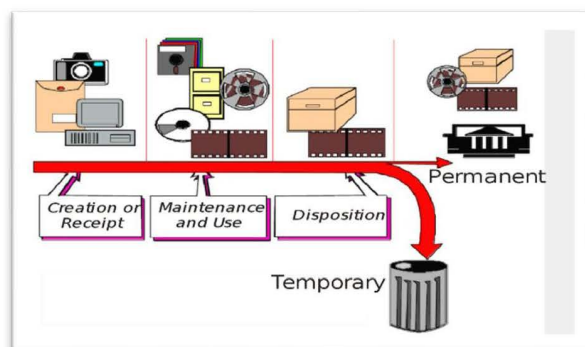 Permanent
Creation or
Receipt
Maintenance
and Use
Disposition
Temporary